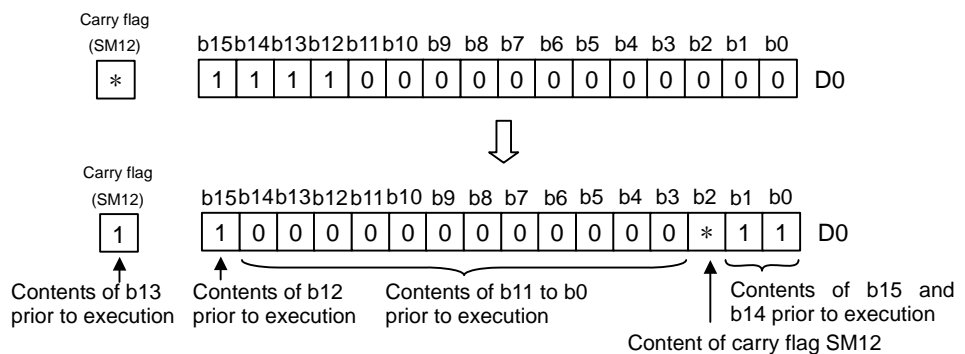 Carry flag
(SM12)
b15 b14 b13 b12 b11 b10 b9 b8 b7 b6 b5 b4 b3 b2 b1 b0
* 1 1 1 1 0 0 0 0 0 0 0 0 0 0 0 0 D0
Carry flag
(SM12)
b15 b14 b13 b12 b11 b10 b9 b8 b7 b6 b5 b4 b3 b2 b1 b0
1 1 0 0 0 0 0 0 0 0 0 0 0 0 * 1 1 D0
Contents of b13
prior to execution
Contents of b12
prior to execution
Contents of b11 to b0
prior to execution
Contents of b15 and
b14 prior to execution
Content of carry flag SM12